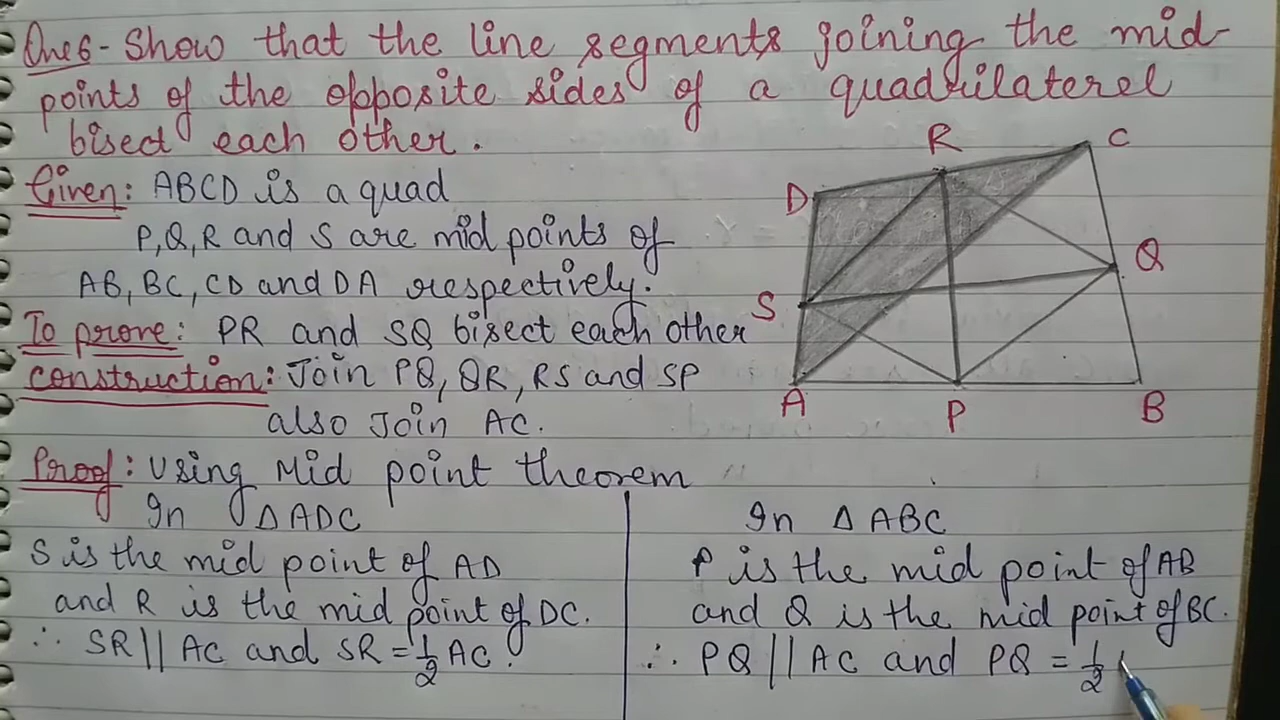 Que 6- Show that the line segments joining the mid-
points of the opposite sides of a quadrilaterel
bisect each other.
Given: ABCD is a quad
P,Q,R and S are mid points of
AB, BC, CD and DA respectively.
To prove: PR and SQ bisect each other
construction: Join PQ, QR, RS and SP
also Join AC.
D
R
C
S
Q
A
P
B
Proof: Using Mid point theorem
In △ADC
S is the mid point of AD
and R is the mid point of DC.
∴ SR || AC and SR = 1/2 AC.
In △ABC
P is the mid point of AB
and Q is the mid point of BC.
∴ PQ || AC and PQ = 1/2